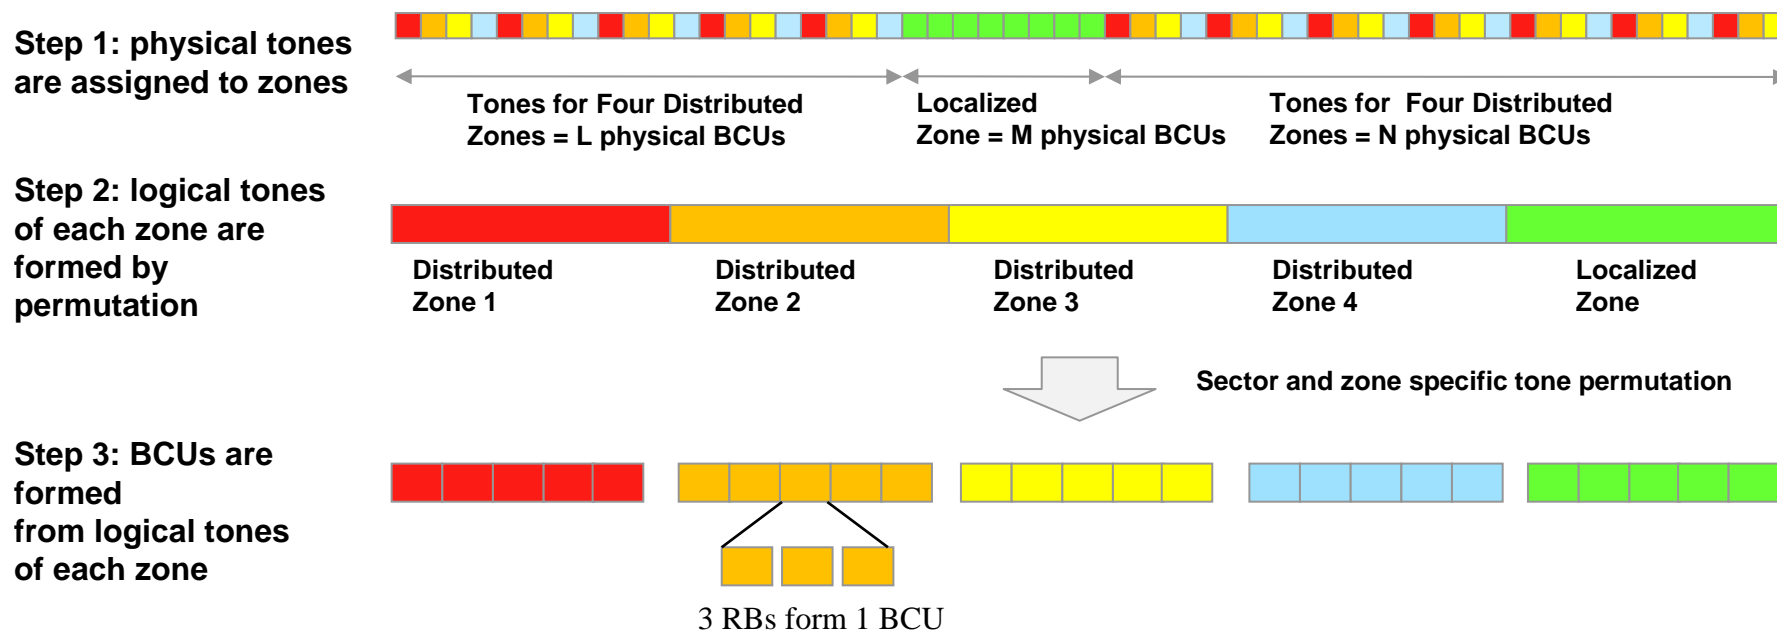 Step 1: physical tones
are assigned to zones
Tones for Four Distributed
Zones = L physical BCUs
Localized
Zone = M physical BCUs
Tones for Four Distributed
Zones = N physical BCUs
Step 2: logical tones
of each zone are
formed by
permutation
Distributed
Zone 1
Distributed
Zone 2
Distributed
Zone 3
Distributed
Zone 4
Localized
Zone
Sector and zone specific tone permutation
Step 3: BCUs are
formed
from logical tones
of each zone
3 RBs form 1 BCU